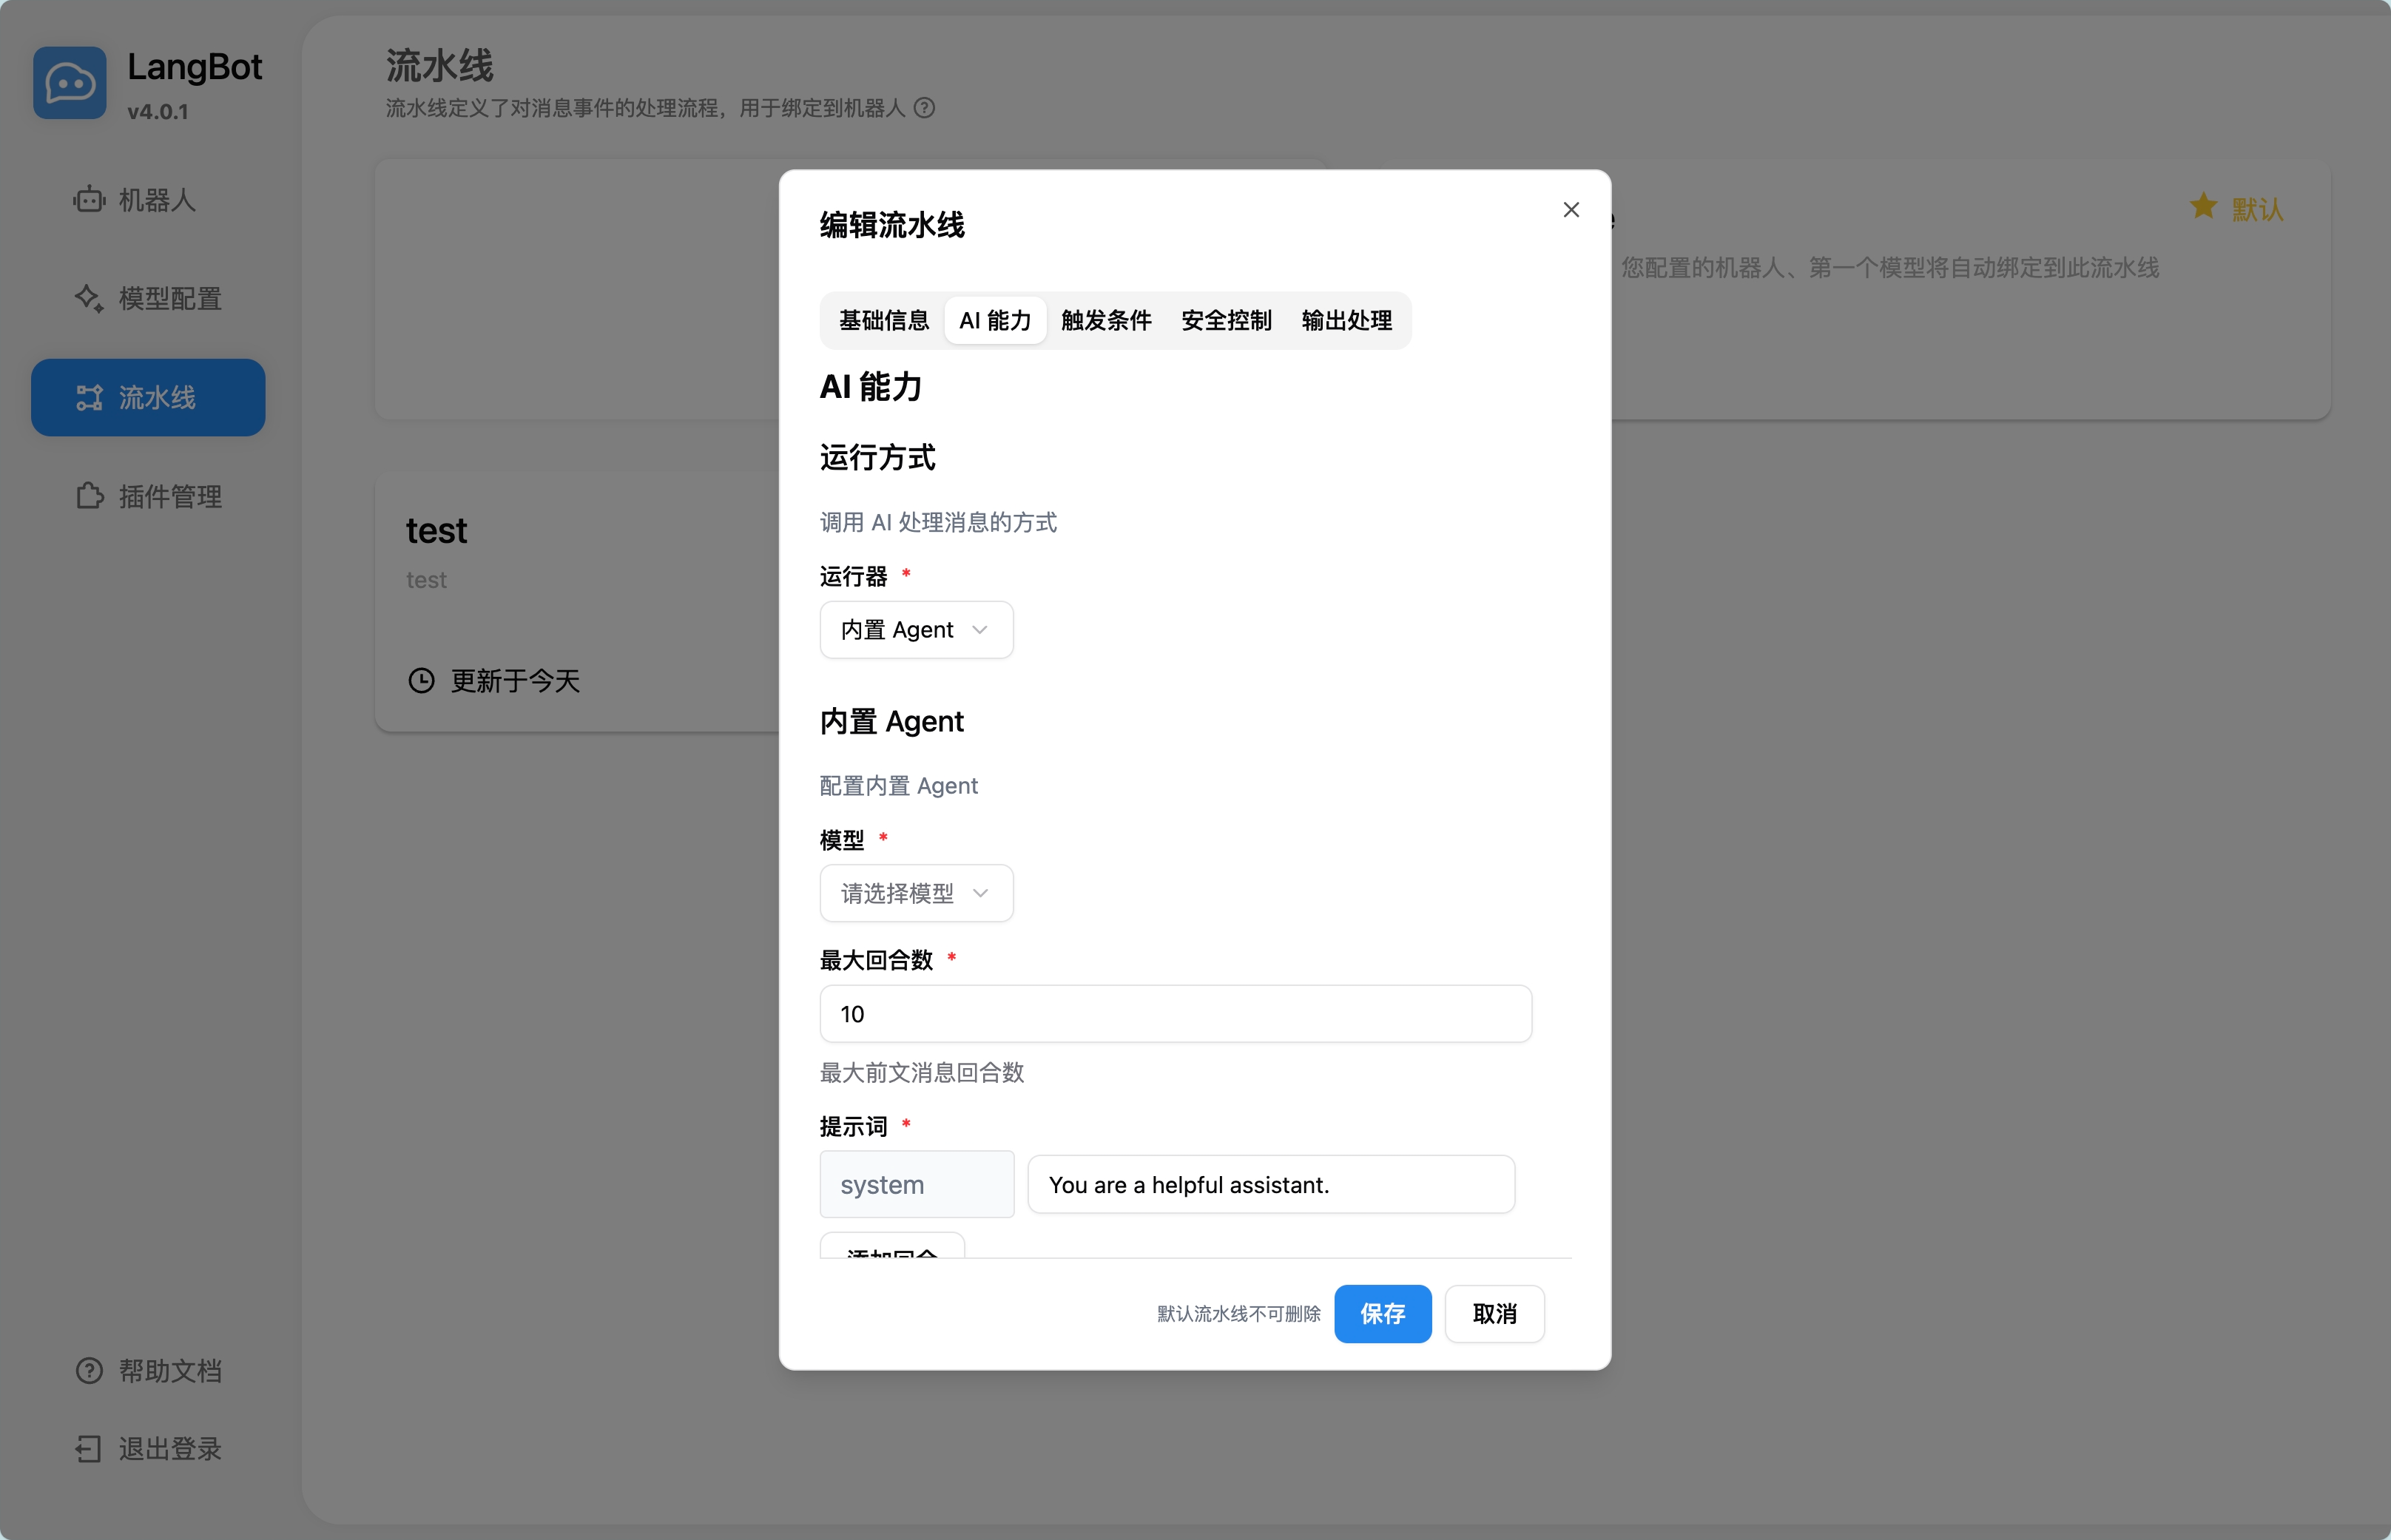 LangBot
v4.0.1
机器人
模型配置
流水线
插件管理
帮助文档
退出登录
流水线
流水线定义了对消息事件的处理流程，用于绑定到机器人
默认
您配置的机器人、第一个模型将自动绑定到此流水线
test
test
更新于今天
编辑流水线
基础信息 AI 能力 触发条件 安全控制 输出处理
AI 能力
运行方式
调用 AI 处理消息的方式
运行器 *
内置 Agent
内置 Agent
配置内置 Agent
模型 *
请选择模型
最大回合数 *
10
最大前文消息回合数
提示词 *
system You are a helpful assistant.
添加回合
默认流水线不可删除 保存 取消